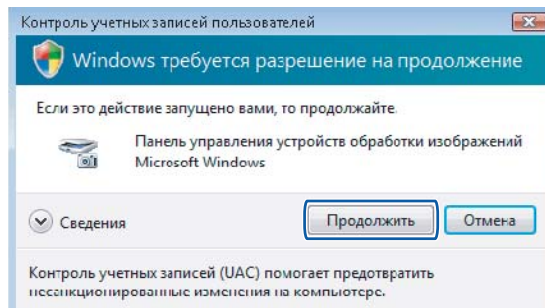 Контроль учетных записей пользователей
Windows требуется разрешение на продолжение
Если это действие запущено вами, то продолжайте.
Панель управления устройств обработки изображений
Microsoft Windows
Сведения
Продолжить
Отмена
Контроль учетных записей (UAC) помогает предотвратить
несанкционированные изменения на компьютере.